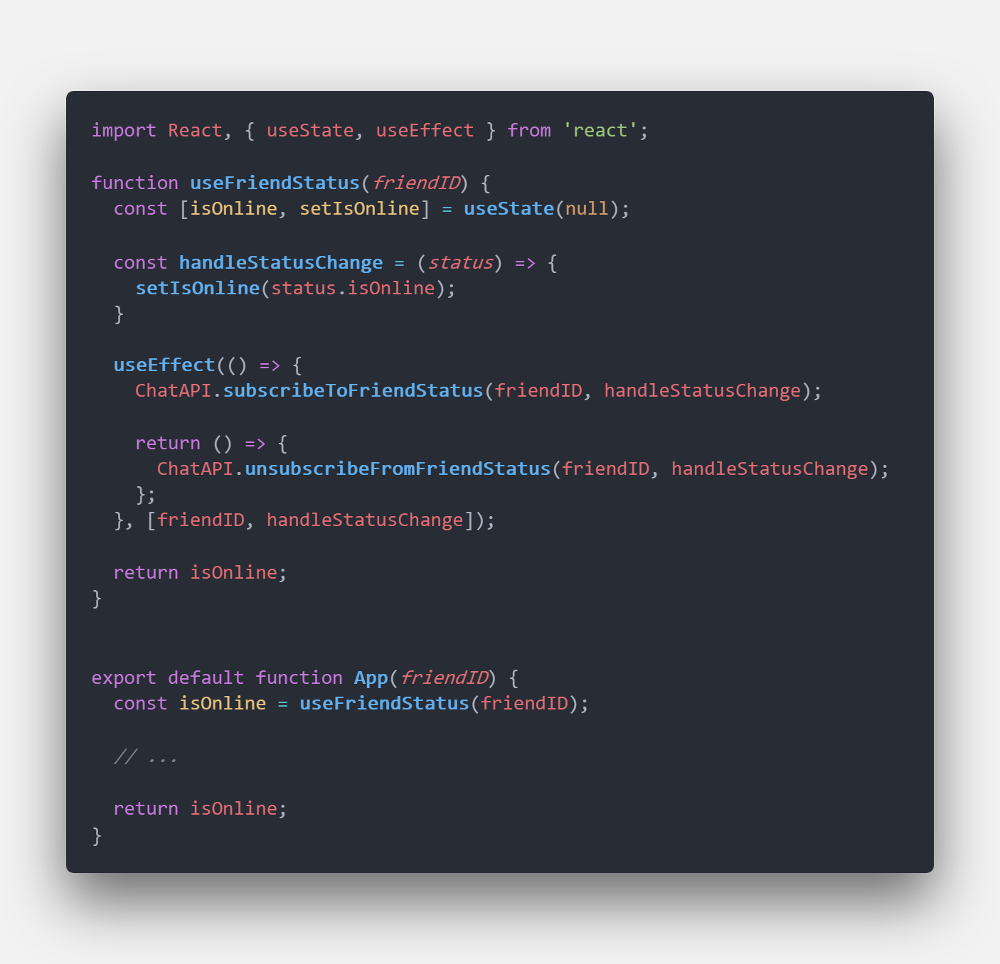 import React, { useState, useEffect } from 'react';

function useFriendStatus(friendID) {
  const [isOnline, setIsOnline] = useState(null);

  const handleStatusChange = (status) => {
    setIsOnline(status.isOnline);
  }

  useEffect(() => {
    ChatAPI.subscribeToFriendStatus(friendID, handleStatusChange);

    return () => {
      ChatAPI.unsubscribeFromFriendStatus(friendID, handleStatusChange);
    };
  }, [friendID, handleStatusChange]);

  return isOnline;
}


export default function App(friendID) {
  const isOnline = useFriendStatus(friendID);

  // ...

  return isOnline;
}